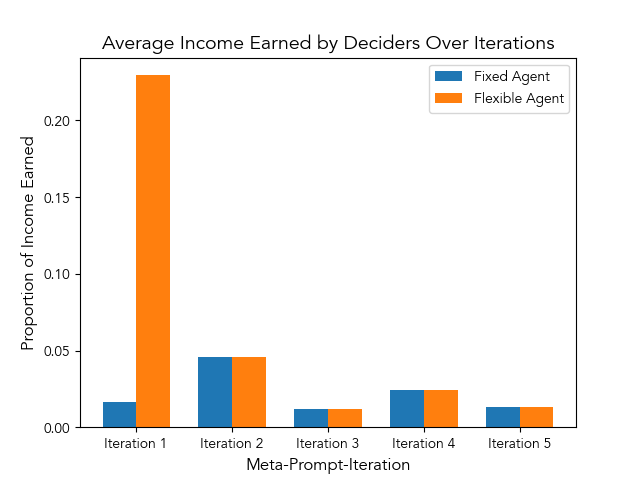 Average Income Earned by Deciders Over Iterations
Fixed Agent
Flexible Agent
Proportion of Income Earned
0.20
0.15
0.10
0.05
0.00
Iteration 1 Iteration 2 Iteration 3 Iteration 4 Iteration 5
Meta-Prompt-Iteration